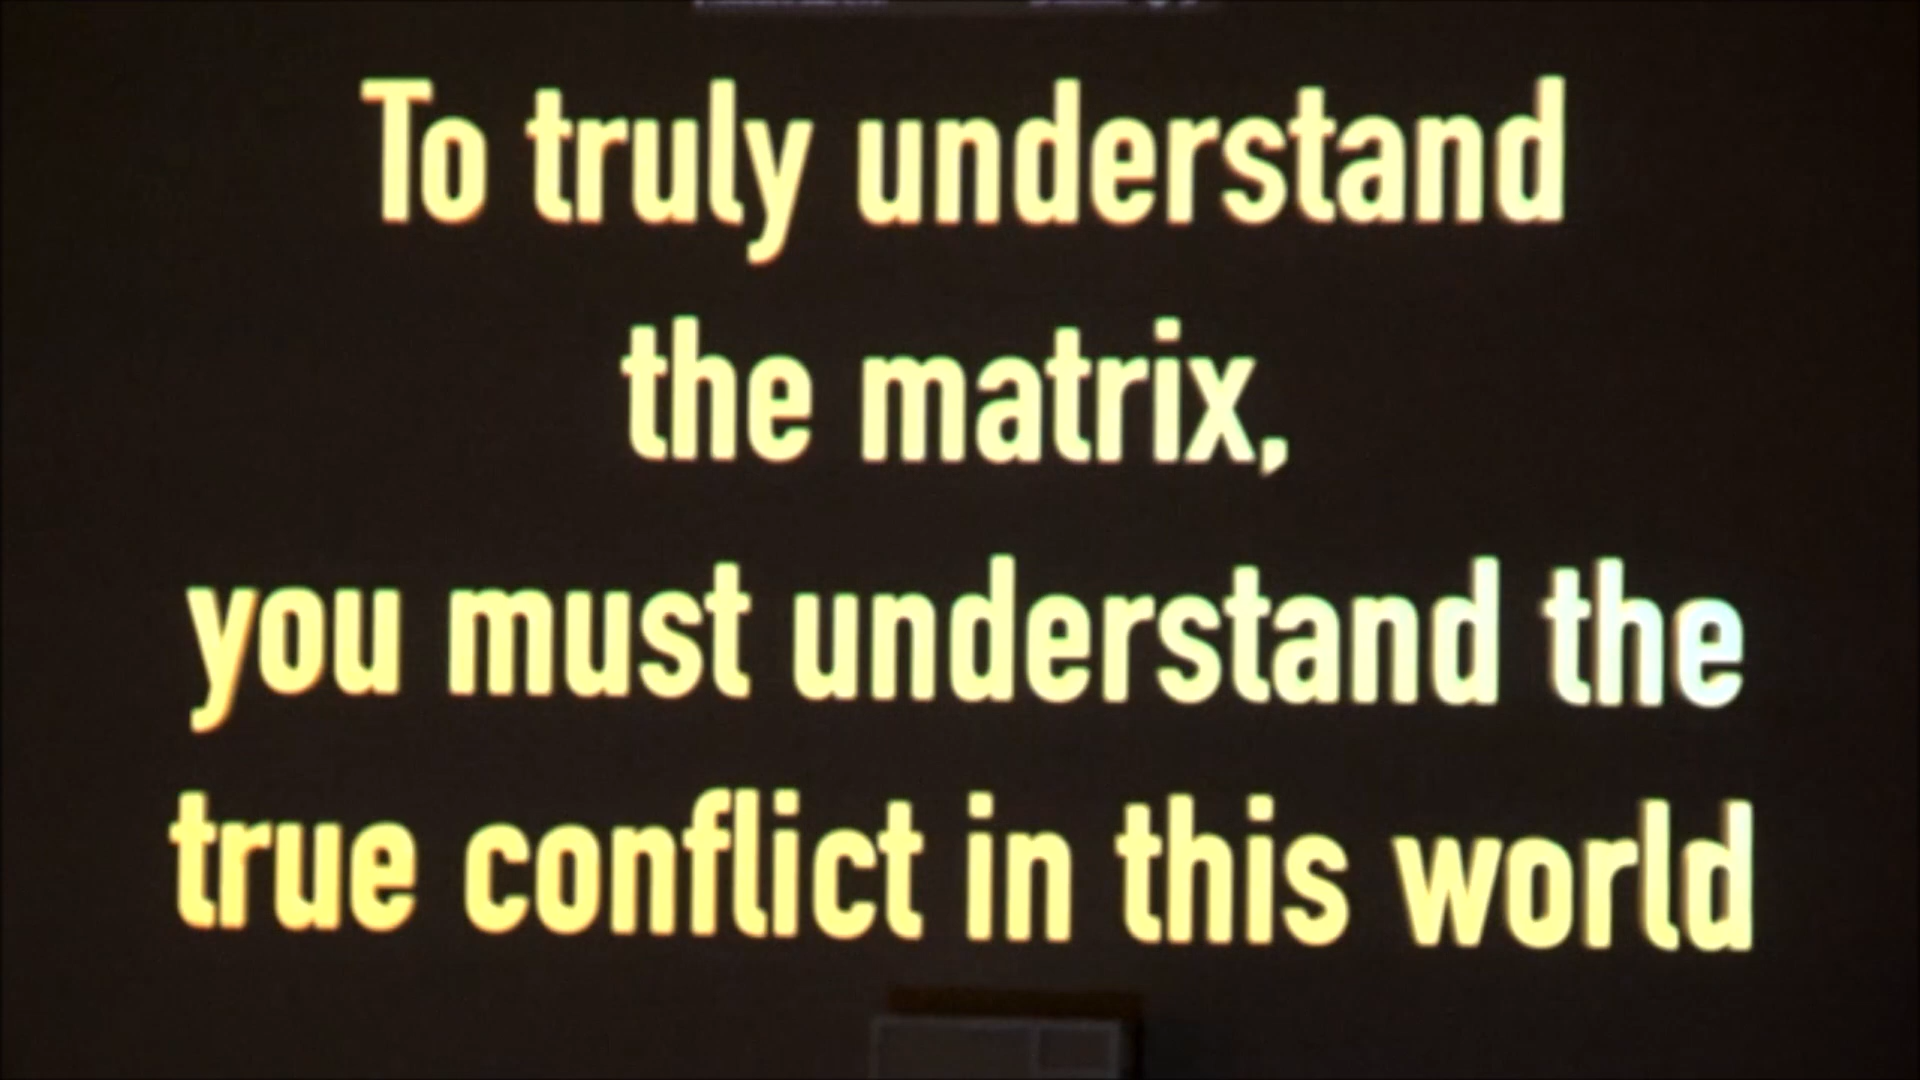 To truly understand
the matrix,
you must understand the
true conflict in this world